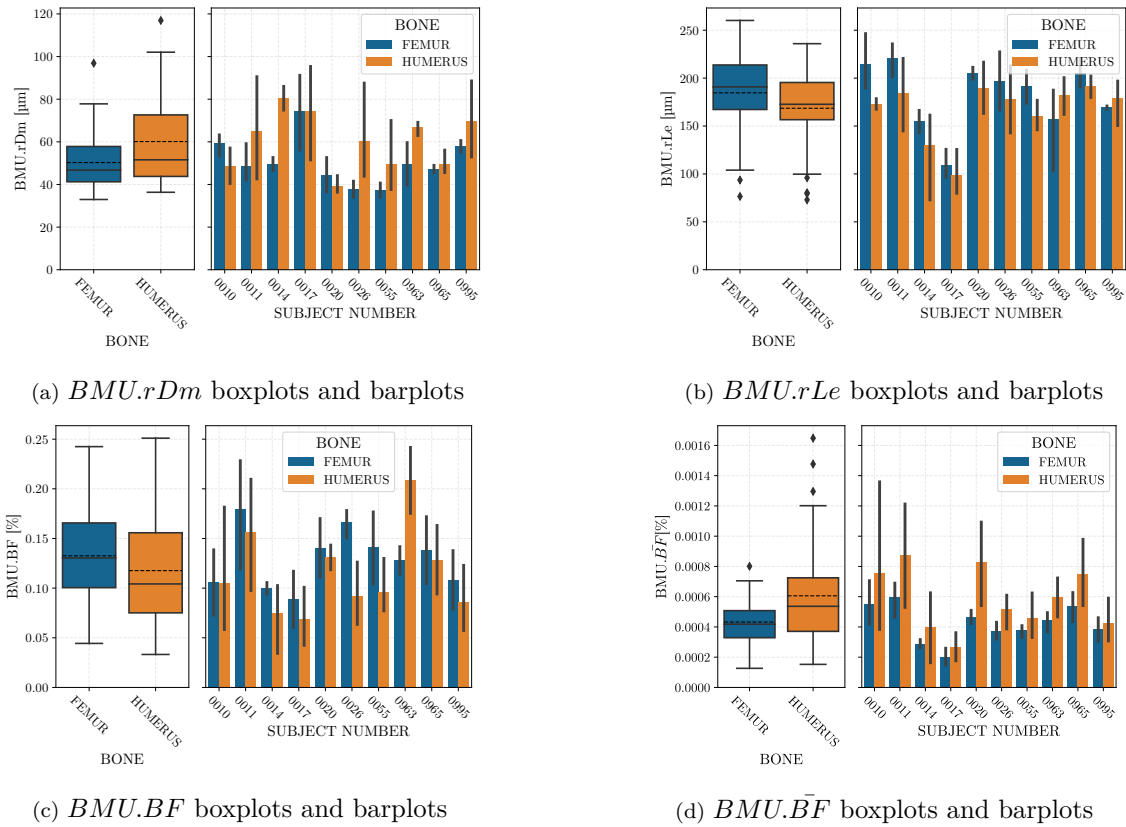 120
100
80
60
40
20
0
BMU.rDm [µm]
FEMUR
HUMERUS
BONE
BONE
FEMUR
HUMERUS
0010
0011
0014
0017
0020
0026
0055
0963
0965
0995
SUBJECT NUMBER
(a) BMU.rDm boxplots and barplots
250
200
150
100
50
0
BMU.rLe [µm]
FEMUR
HUMERUS
BONE
BONE
FEMUR
HUMERUS
0010
0011
0014
0017
0020
0026
0055
0963
0965
0995
SUBJECT NUMBER
(b) BMU.rLe boxplots and barplots
0.25
0.20
0.15
0.10
0.05
0.00
BMU.BF [%]
FEMUR
HUMERUS
BONE
BONE
FEMUR
HUMERUS
0010
0011
0014
0017
0020
0026
0055
0963
0965
0995
SUBJECT NUMBER
(c) BMU.BF boxplots and barplots
0.0016
0.0014
0.0012
0.0010
0.0008
0.0006
0.0004
0.0002
0.0000
BMU.B̄F[%]
FEMUR
HUMERUS
BONE
BONE
FEMUR
HUMERUS
0010
0011
0014
0017
0020
0026
0055
0963
0965
0995
SUBJECT NUMBER
(d) BMU.B̄F boxplots and barplots